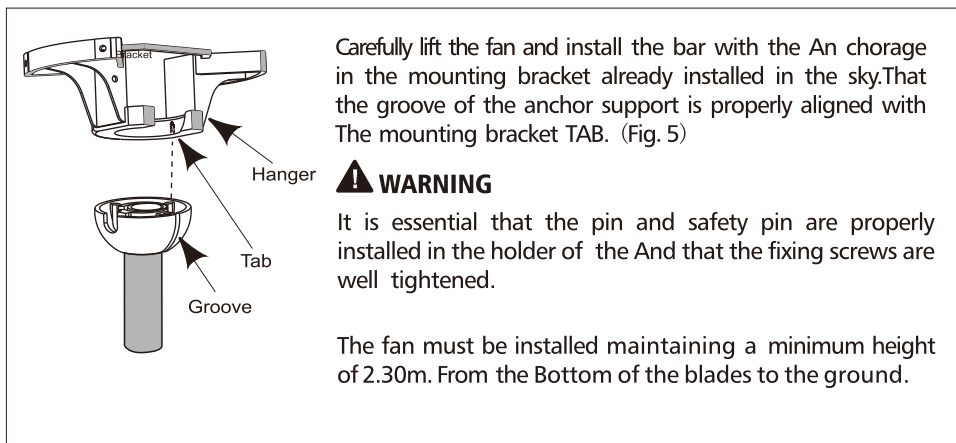 Bracket
Hanger
Tab
Groove
Carefully lift the fan and install the bar with the An chorage
in the mounting bracket already installed in the sky.That
the groove of the anchor support is properly aligned with
The mounting bracket TAB. (Fig. 5)
WARNING
It is essential that the pin and safety pin are properly
installed in the holder of the And that the fixing screws are
well tightened.
The fan must be installed maintaining a minimum height
of 2.30m. From the Bottom of the blades to the ground.